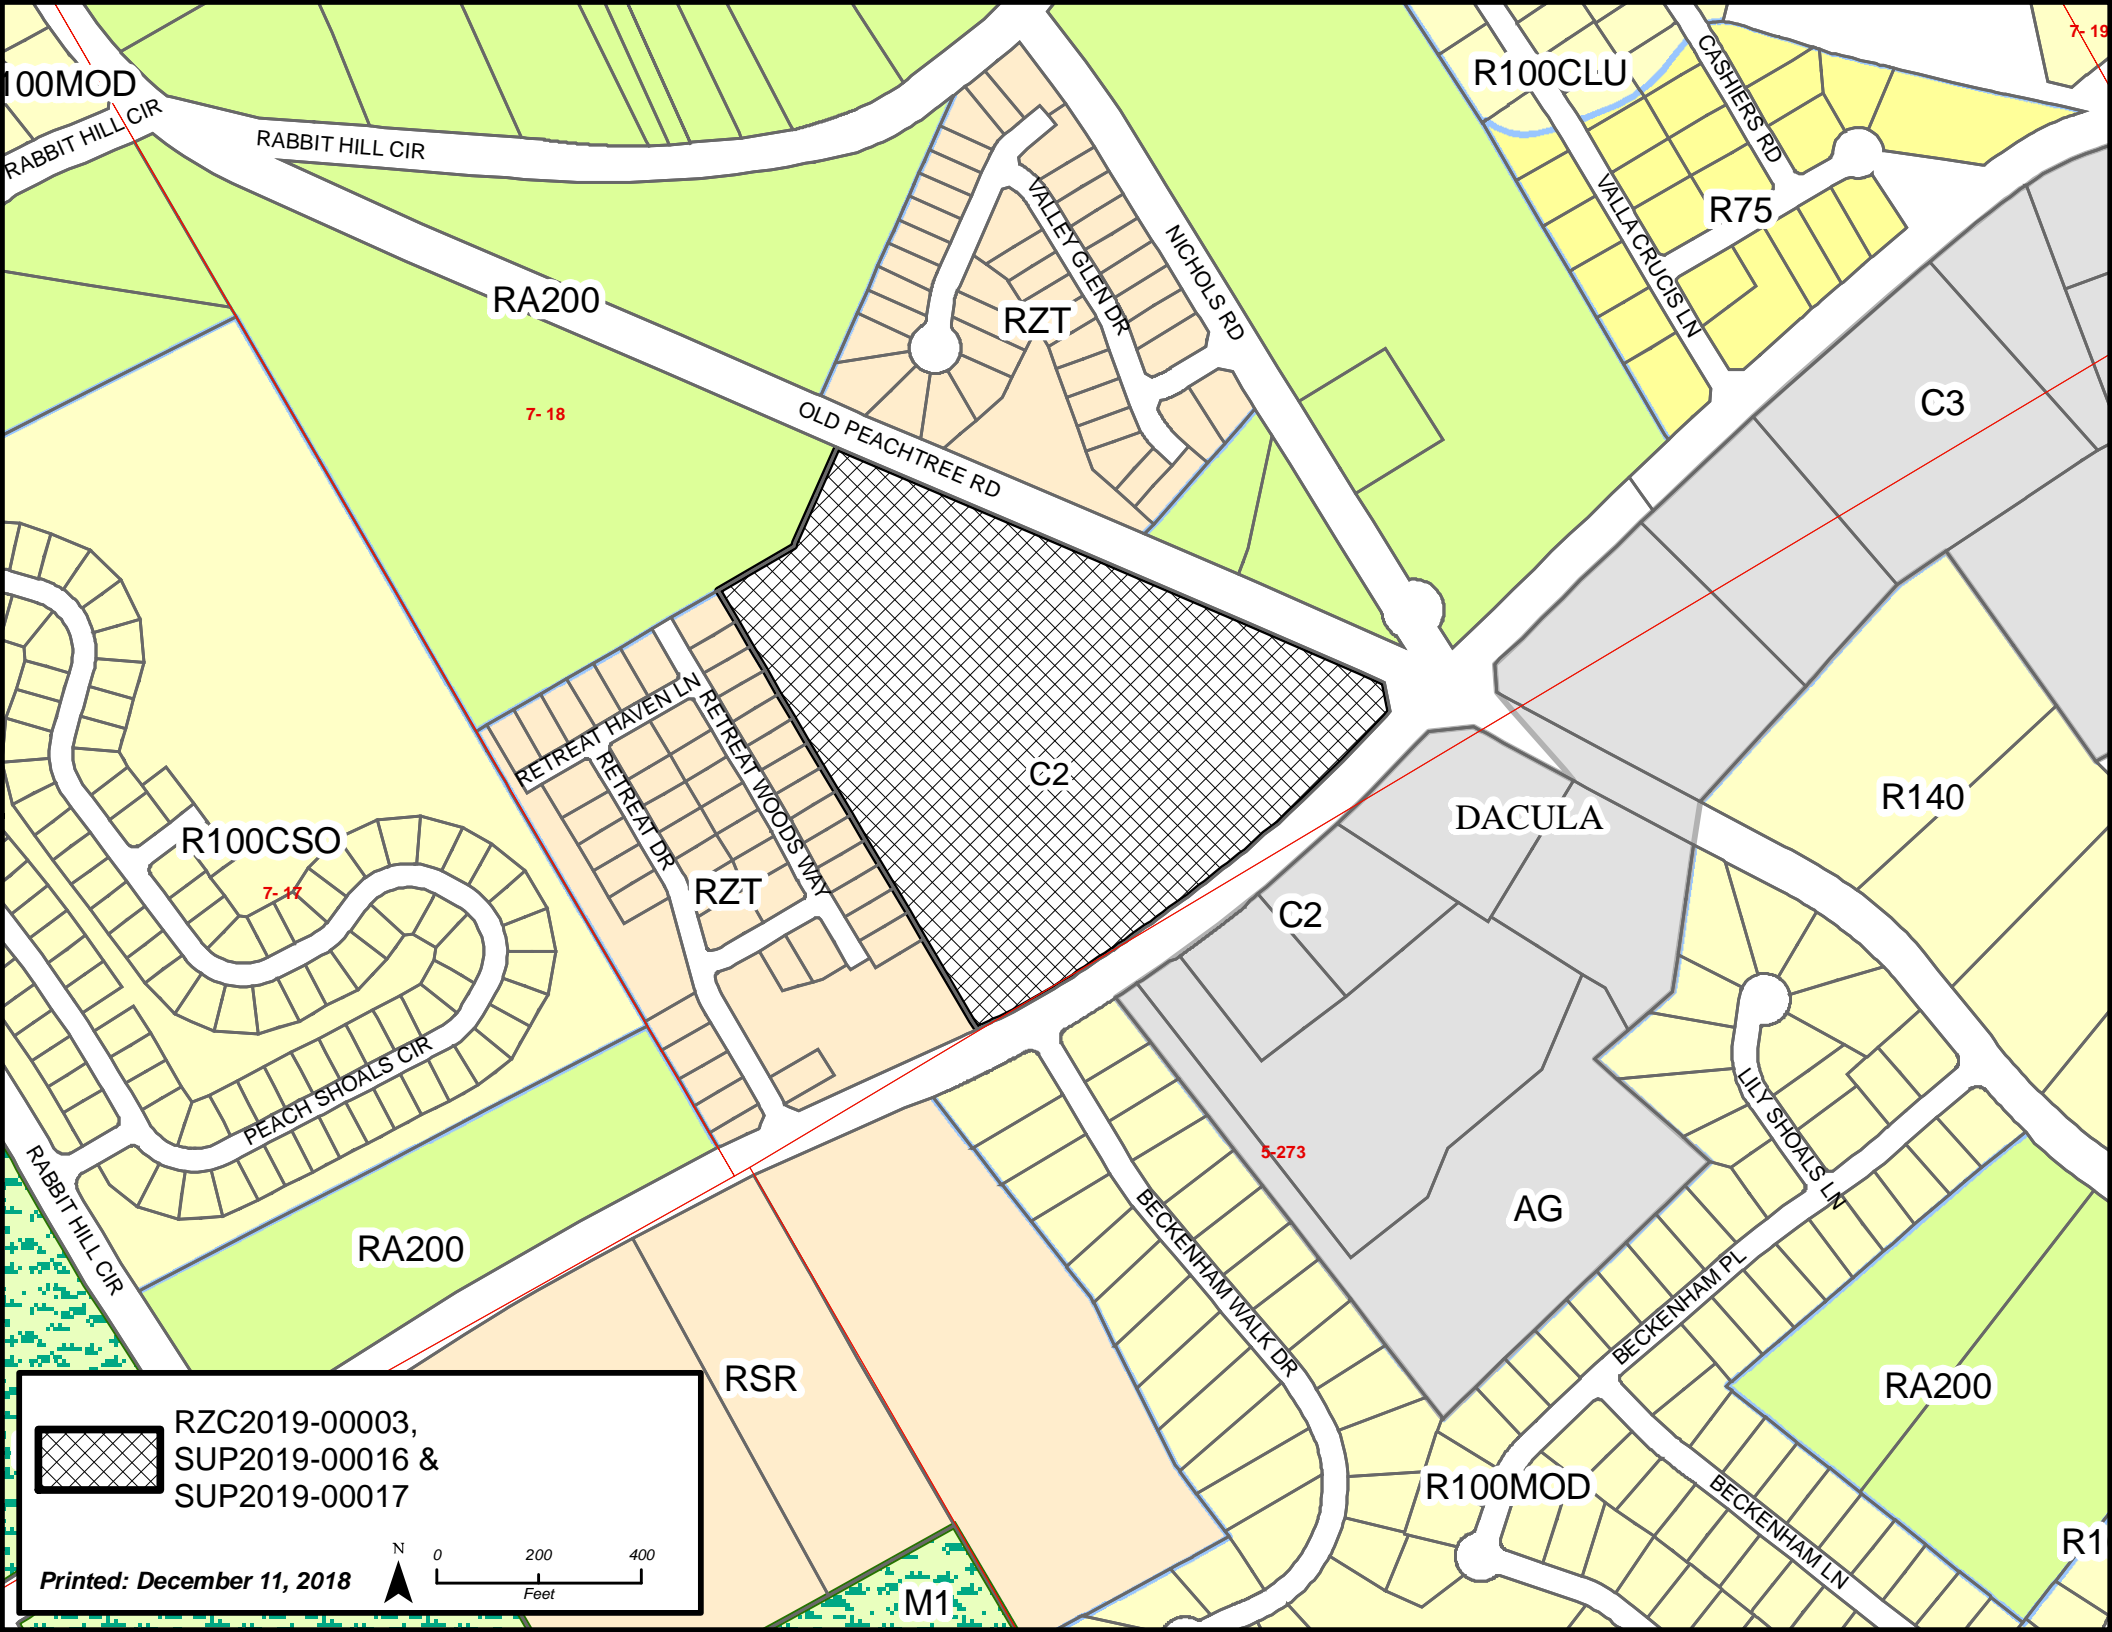 7- 19
R100CLU
CASHIERS RD
100MOD
RABBIT HILL CIR
RABBIT HILL CIR
R75
VALLEY GLEN DR
VALLA CRUCIS LN
NICHOLS RD
RA200
RZT
C3
7- 18
OLD PEACHTREE RD
RETREAT HAVEN LN
RETREAT WOODS WAY
RETREAT DR
C2
R140
DACULA
R100CSO
7- 17
RZT
C2
PEACH SHOALS CIR
LILY SHOALS LN
5-273
RABBIT HILL CIR
BECKENHAM WALK DR
AG
RA200
BECKENHAM PL
RSR
RA200
R100MOD
BECKENHAM LN
R1
M1
RZC2019-00003,
SUP2019-00016 &
SUP2019-00017
N
0 200 400
Feet
Printed: December 11, 2018